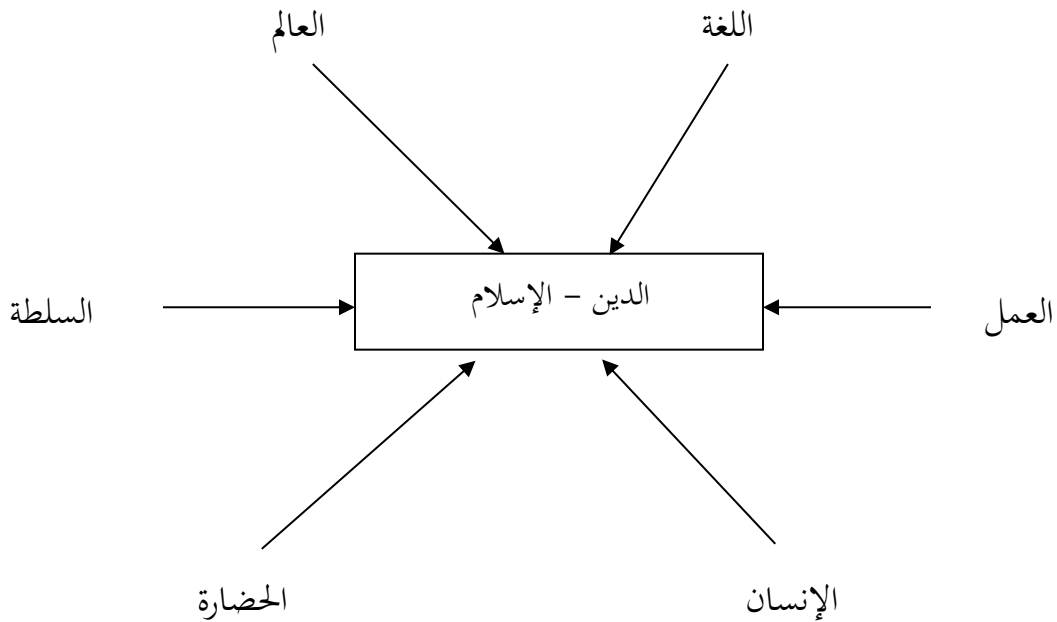 اللغة
العالم
الدين – الإسلام
العمل
السلطة
الإنسان
الحضارة